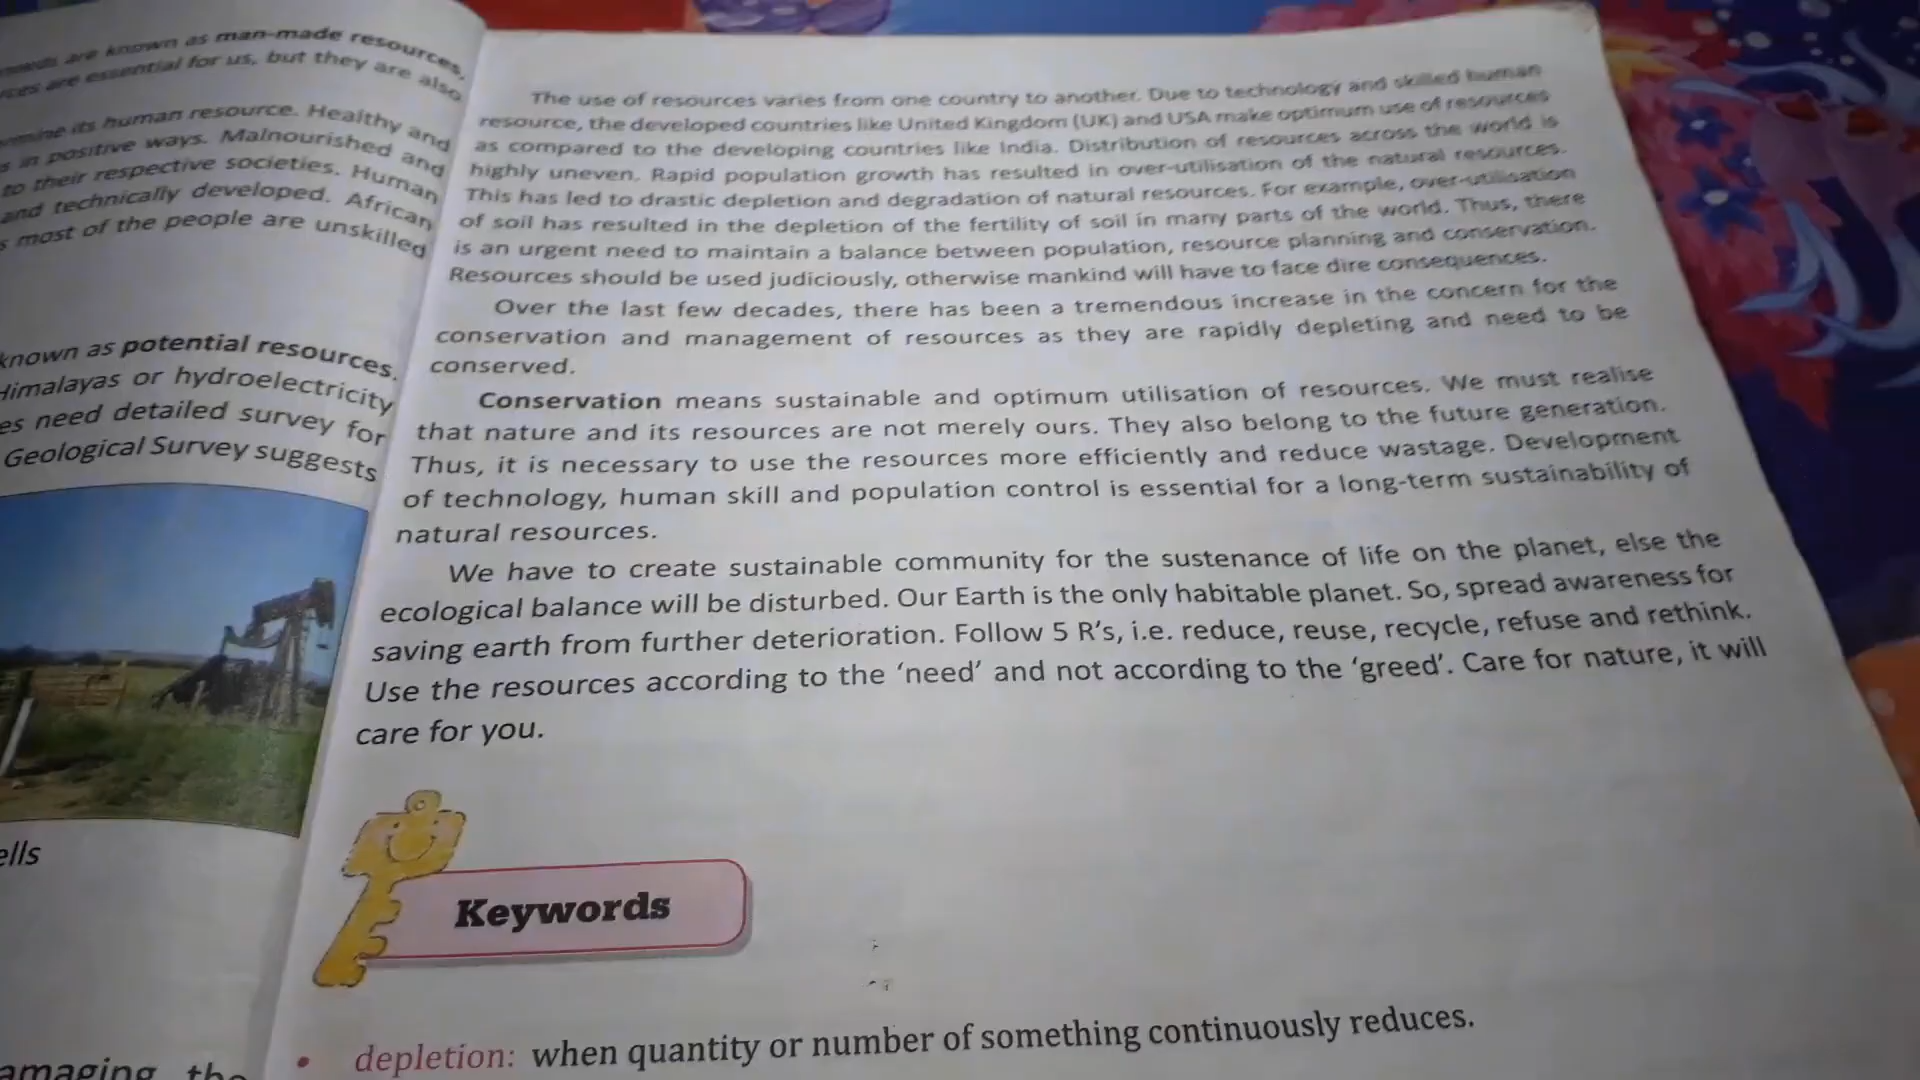 are known as man-made resources,
are essential for us, but they are also
its human resource. Healthy and
in positive ways. Malnourished and
to their respective societies. Human
and technically developed. African
most of the people are unskilled
known as potential resources.
Himalayas or hydroelectricity
need detailed survey for
Geological Survey suggests
The use of resources varies from one country to another. Due to technology and skilled human
resource, the developed countries like United Kingdom (UK) and USA make optimum use of resources
as compared to the developing countries like India. Distribution of resources across the world is
highly uneven. Rapid population growth has resulted in over-utilisation of the natural resources.
This has led to drastic depletion and degradation of natural resources. For example, over-utilisation
of soil has resulted in the depletion of the fertility of soil in many parts of the world. Thus, there
is an urgent need to maintain a balance between population, resource planning and conservation.
Resources should be used judiciously, otherwise mankind will have to face dire consequences.
Over the last few decades, there has been a tremendous increase in the concern for the
conservation and management of resources as they are rapidly depleting and need to be
conserved.
Conservation means sustainable and optimum utilisation of resources. We must realise
that nature and its resources are not merely ours. They also belong to the future generation.
Thus, it is necessary to use the resources more efficiently and reduce wastage. Development
of technology, human skill and population control is essential for a long-term sustainability of
natural resources.
We have to create sustainable community for the sustenance of life on the planet, else the
ecological balance will be disturbed. Our Earth is the only habitable planet. So, spread awareness for
saving earth from further deterioration. Follow 5 R's, i.e. reduce, reuse, recycle, refuse and rethink.
Use the resources according to the 'need' and not according to the 'greed'. Care for nature, it will
care for you.
Keywords
• depletion: when quantity or number of something continuously reduces.